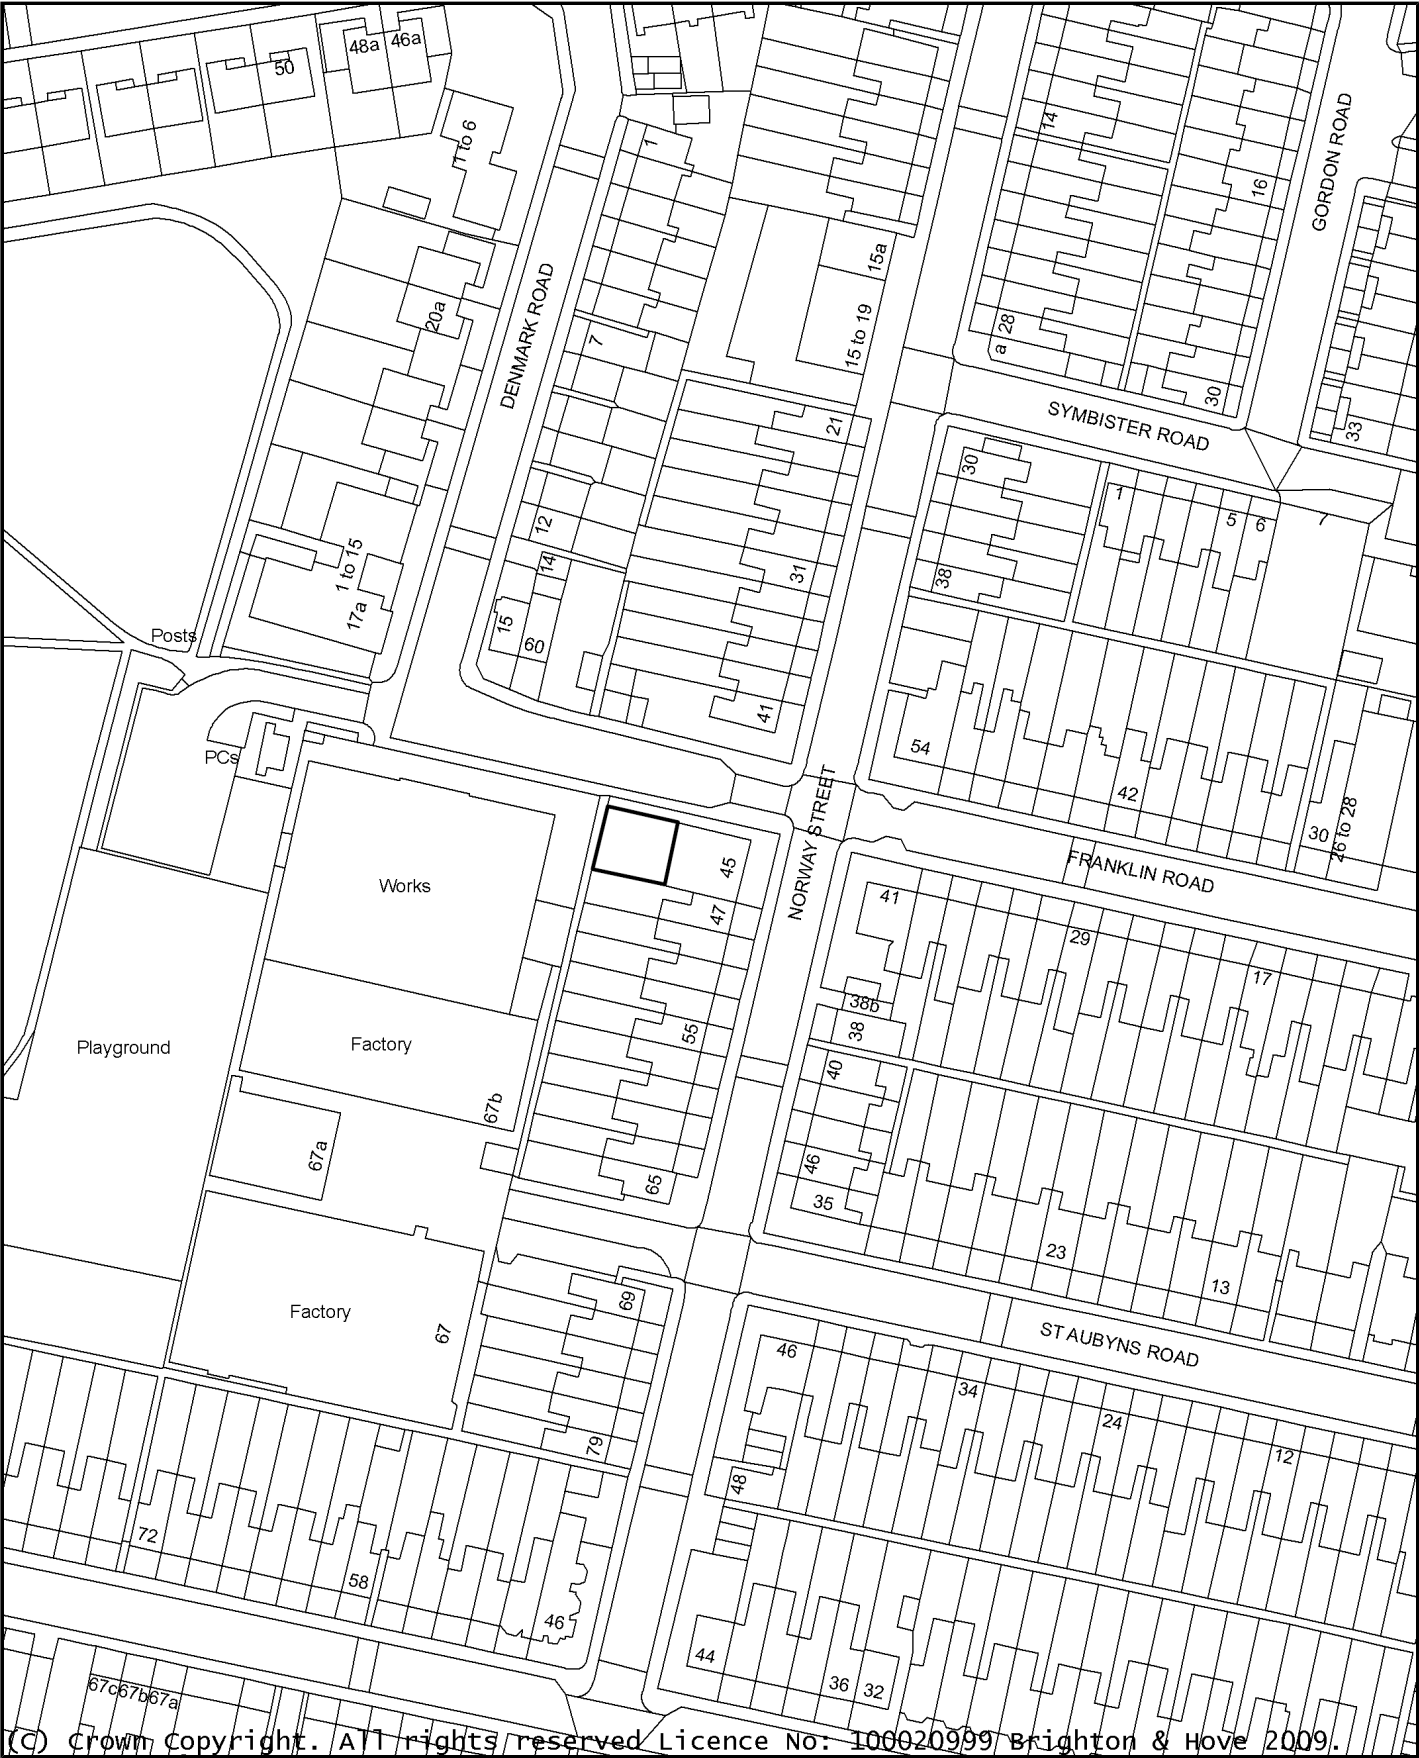 48a
46a
50
1 to 6
1
14
16
GORDON ROAD
15a
20a
DENMARK ROAD
7
15 to 19
28
a
30
33
SYMBISTER ROAD
21
30
1
5
6
7
12
14
31
38
1 to 15
17a
15
60
Posts
41
54
42
PCs
NORWAY STREET
30
26 to 28
FRANKLIN ROAD
45
47
Works
41
29
17
38b
38
55
Factory
Playground
40
67b
67a
46
65
35
23
13
69
Factory
67
ST AUBYNS ROAD
46
34
24
12
79
48
72
58
46
44
36
32
67c
67b
67a
(c) Crown Copyright. All rights reserved Licence No: 100020999 Brighton & Hove 2009.